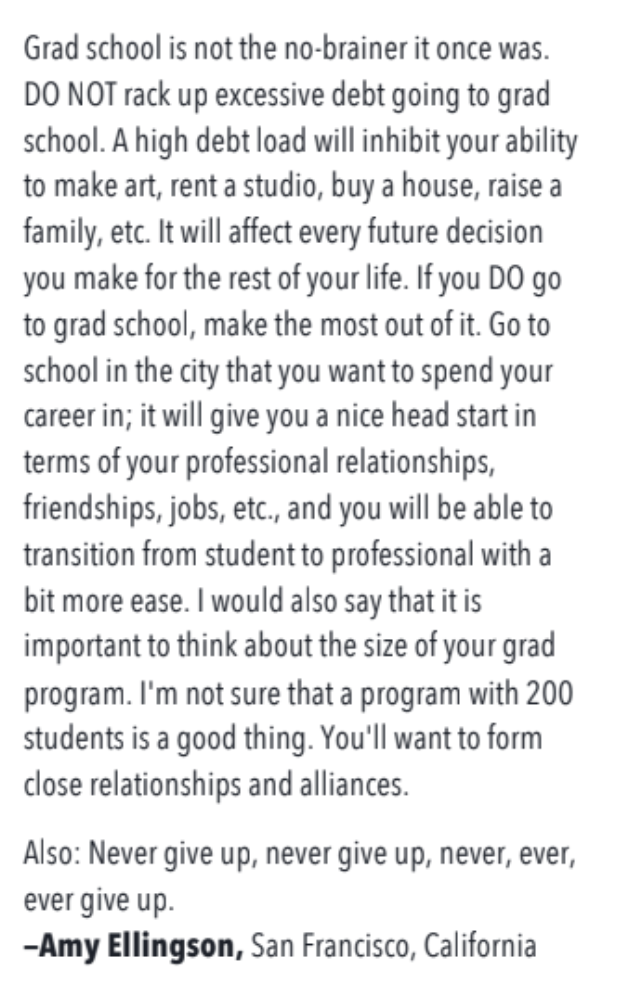 Grad school is not the no-brainer it once was.
DO NOT rack up excessive debt going to grad
school. A high debt load will inhibit your ability
to make art, rent a studio, buy a house, raise a
family, etc. It will affect every future decision
you make for the rest of your life. If you DO go
to grad school, make the most out of it. Go to
school in the city that you want to spend your
career in; it will give you a nice head start in
terms of your professional relationships,
friendships, jobs, etc., and you will be able to
transition from student to professional with a
bit more ease. I would also say that it is
important to think about the size of your grad
program. I'm not sure that a program with 200
students is a good thing. You'll want to form
close relationships and alliances.
Also: Never give up, never give up, never, ever,
ever give up.
–Amy Ellingson, San Francisco, California